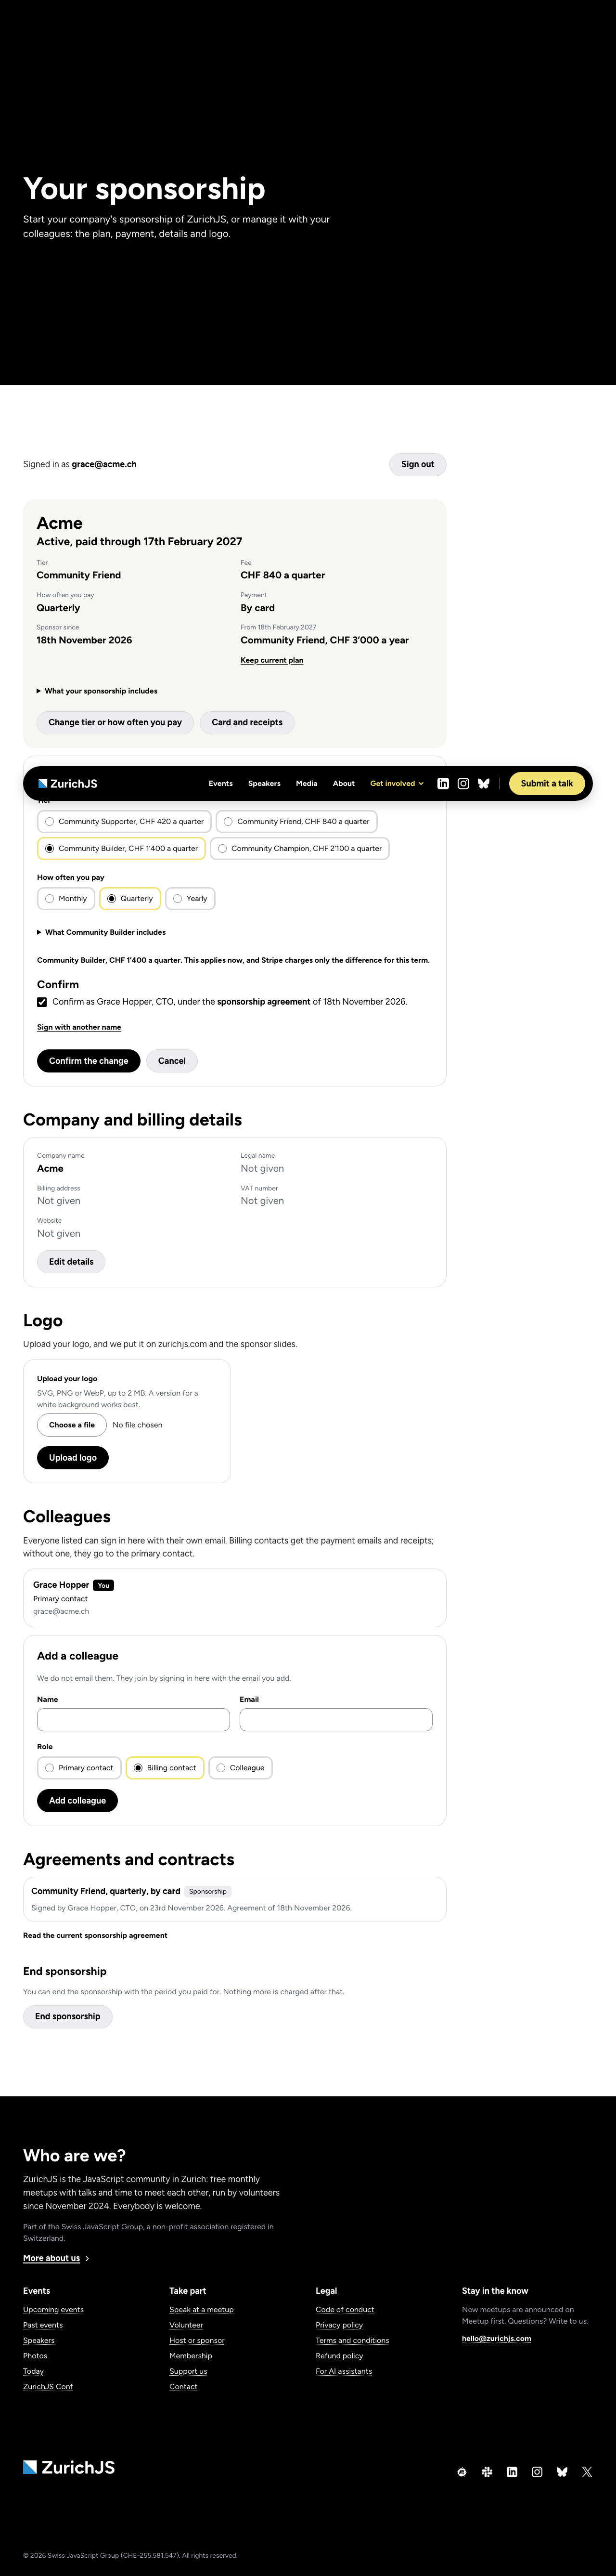 Your sponsorship
Start your company's sponsorship of ZurichJS, or manage it with your
colleagues: the plan, payment, details and logo.
Signed in as grace@acme.ch
Sign out
Acme
Active, paid through 17th February 2027
Tier
Community Friend
Fee
CHF 840 a quarter
How often you pay
Quarterly
Payment
By card
Sponsor since
18th November 2026
From 18th February 2027
Community Friend, CHF 3’000 a year
Keep current plan
What your sponsorship includes
Change tier or how often you pay
Card and receipts
ZurichJS
Events
Speakers
Media
About
Get involved
Submit a talk
Community Supporter, CHF 420 a quarter
Community Friend, CHF 840 a quarter
Community Builder, CHF 1’400 a quarter
Community Champion, CHF 2’100 a quarter
How often you pay
Monthly
Quarterly
Yearly
What Community Builder includes
Community Builder, CHF 1’400 a quarter. This applies now, and Stripe charges only the difference for this term.
Confirm
Confirm as Grace Hopper, CTO, under the sponsorship agreement of 18th November 2026.
Sign with another name
Confirm the change
Cancel
Company and billing details
Company name
Acme
Legal name
Not given
Billing address
Not given
VAT number
Not given
Website
Not given
Edit details
Logo
Upload your logo, and we put it on zurichjs.com and the sponsor slides.
Upload your logo
SVG, PNG or WebP, up to 2 MB. A version for a
white background works best.
Choose a file
No file chosen
Upload logo
Colleagues
Everyone listed can sign in here with their own email. Billing contacts get the payment emails and receipts;
without one, they go to the primary contact.
Grace Hopper
You
Primary contact
grace@acme.ch
Add a colleague
We do not email them. They join by signing in here with the email you add.
Name
Email
Role
Primary contact
Billing contact
Colleague
Add colleague
Agreements and contracts
Community Friend, quarterly, by card
Sponsorship
Signed by Grace Hopper, CTO, on 23rd November 2026. Agreement of 18th November 2026.
Read the current sponsorship agreement
End sponsorship
You can end the sponsorship with the period you paid for. Nothing more is charged after that.
End sponsorship
Who are we?
ZurichJS is the JavaScript community in Zurich: free monthly
meetups with talks and time to meet each other, run by volunteers
since November 2024. Everybody is welcome.
Part of the Swiss JavaScript Group, a non-profit association registered in
Switzerland.
More about us
Events
Upcoming events
Past events
Speakers
Photos
Today
ZurichJS Conf
Take part
Speak at a meetup
Volunteer
Host or sponsor
Membership
Support us
Contact
Legal
Code of conduct
Privacy policy
Terms and conditions
Refund policy
For AI assistants
Stay in the know
New meetups are announced on
Meetup first. Questions? Write to us.
hello@zurichjs.com
ZurichJS
© 2026 Swiss JavaScript Group (CHE-255.581.547). All rights reserved.